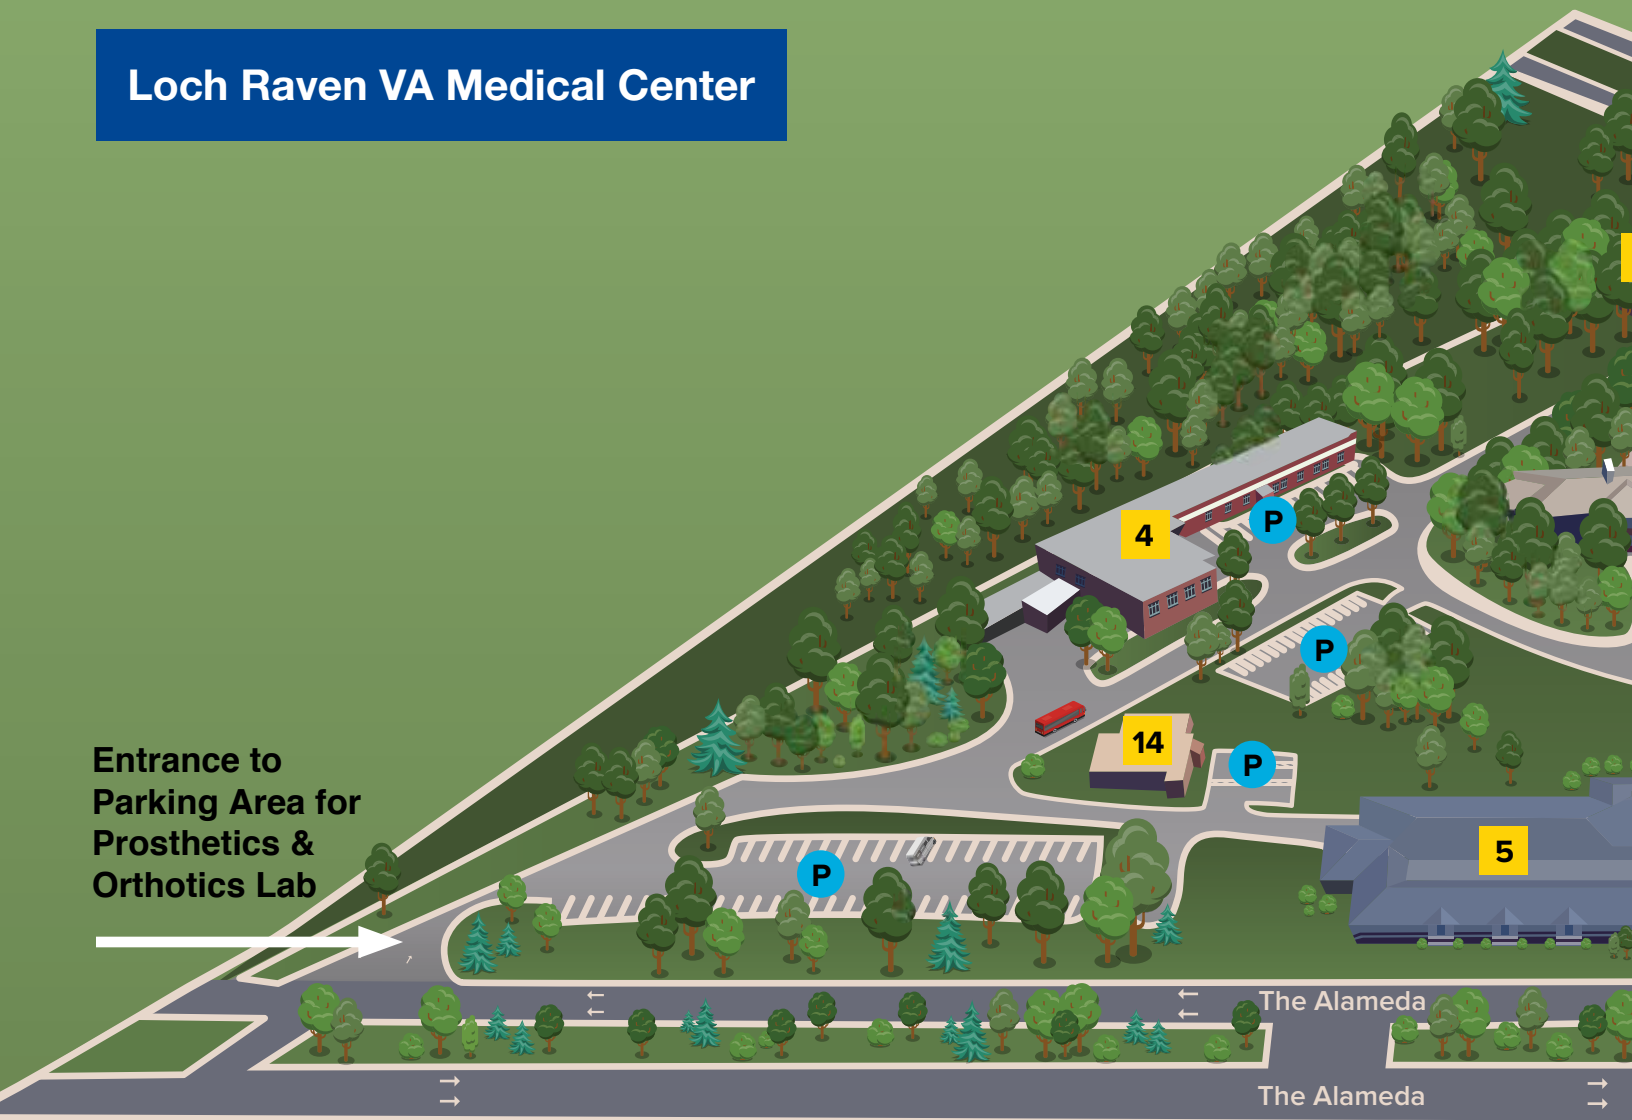 Loch Raven VA Medical Center
4
P
P
14
P
Entrance to
Parking Area for
Prosthetics &
Orthotics Lab
5
P
The Alameda
The Alameda